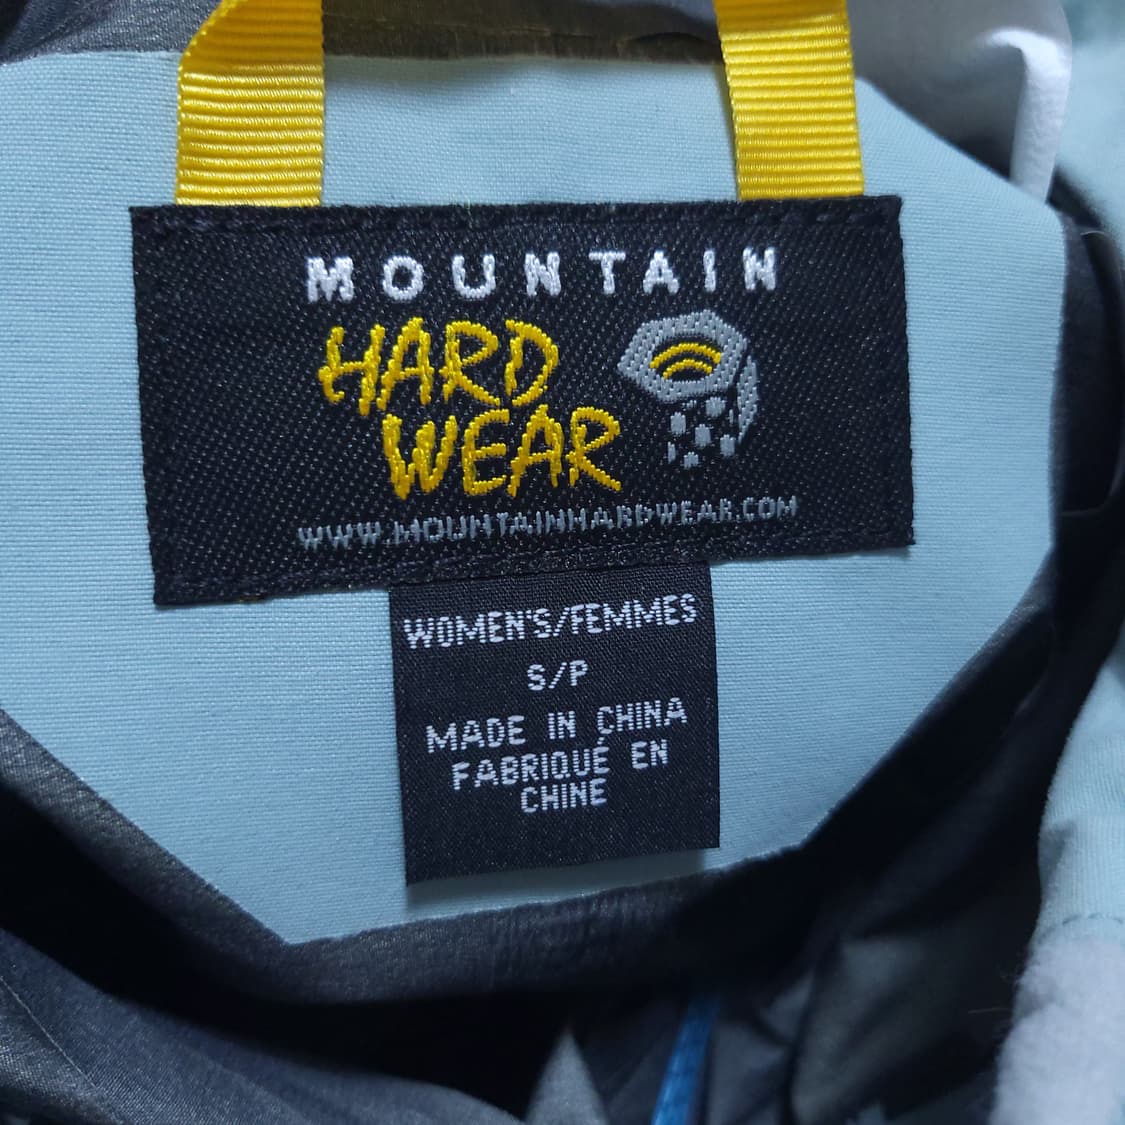 MOUNTAIN
HARD
WEAR
WWW.MOUNTAINHARDWEAR.COM
WOMEN'S/FEMMES
S/P
MADE IN CHINA
FABRIQUÉ EN
CHINE